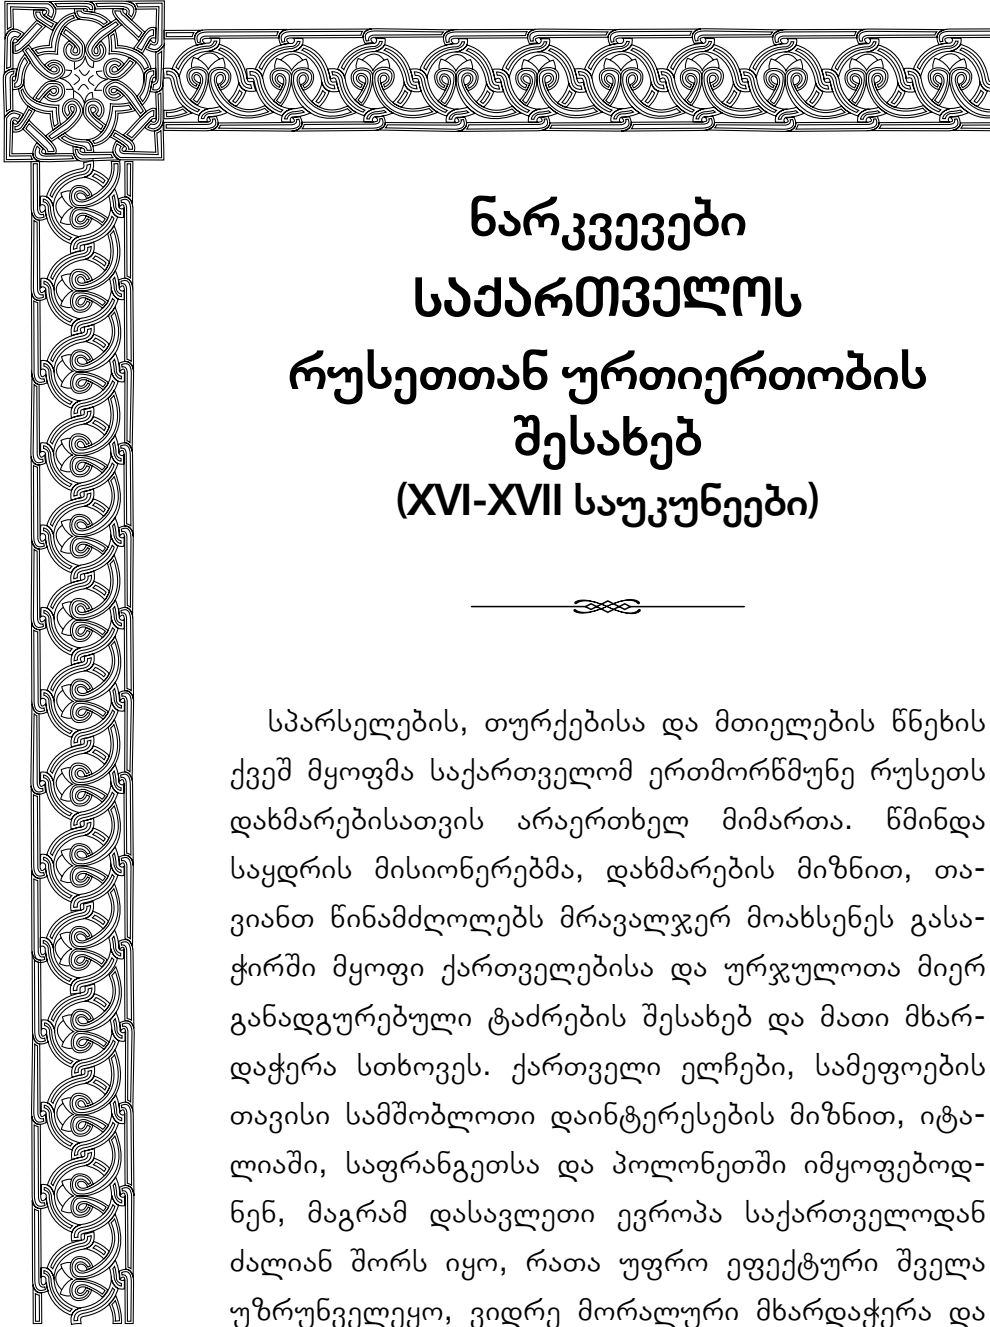 ნარკვევები
საქართველოს
რუსეთთან ურთიერთობის
შესახებ
(XVI-XVII საუკუნეები)
სპარსელების, თურქებისა და მთიელების წნეხის
ქვეშ მყოფმა საქართველომ ერთმორწმუნე რუსეთს
დახმარებისათვის არაერთხელ მიმართა. წმინდა
საყდრის მისიონერებმა, დახმარების მიზნით, თა-
ვიანთ წინამძღოლებს მრავალჯერ მოახსენეს გასა-
ჭირში მყოფი ქართველებისა და ურჯულოთა მიერ
განადგურებული ტაძრების შესახებ და მათი მხარ-
დაჭერა სთხოვეს. ქართველი ელჩები, სამეფოების
თავისი სამშობლოთი დაინტერესების მიზნით, იტა-
ლიაში, საფრანგეთსა და პოლონეთში იმყოფებოდ-
ნენ, მაგრამ დასავლეთი ევროპა საქართველოდან
ძალიან შორს იყო, რათა უფრო ეფექტური შველა
უზრუნველეყო, ვიდრე მორალური მხარდაჭერა და